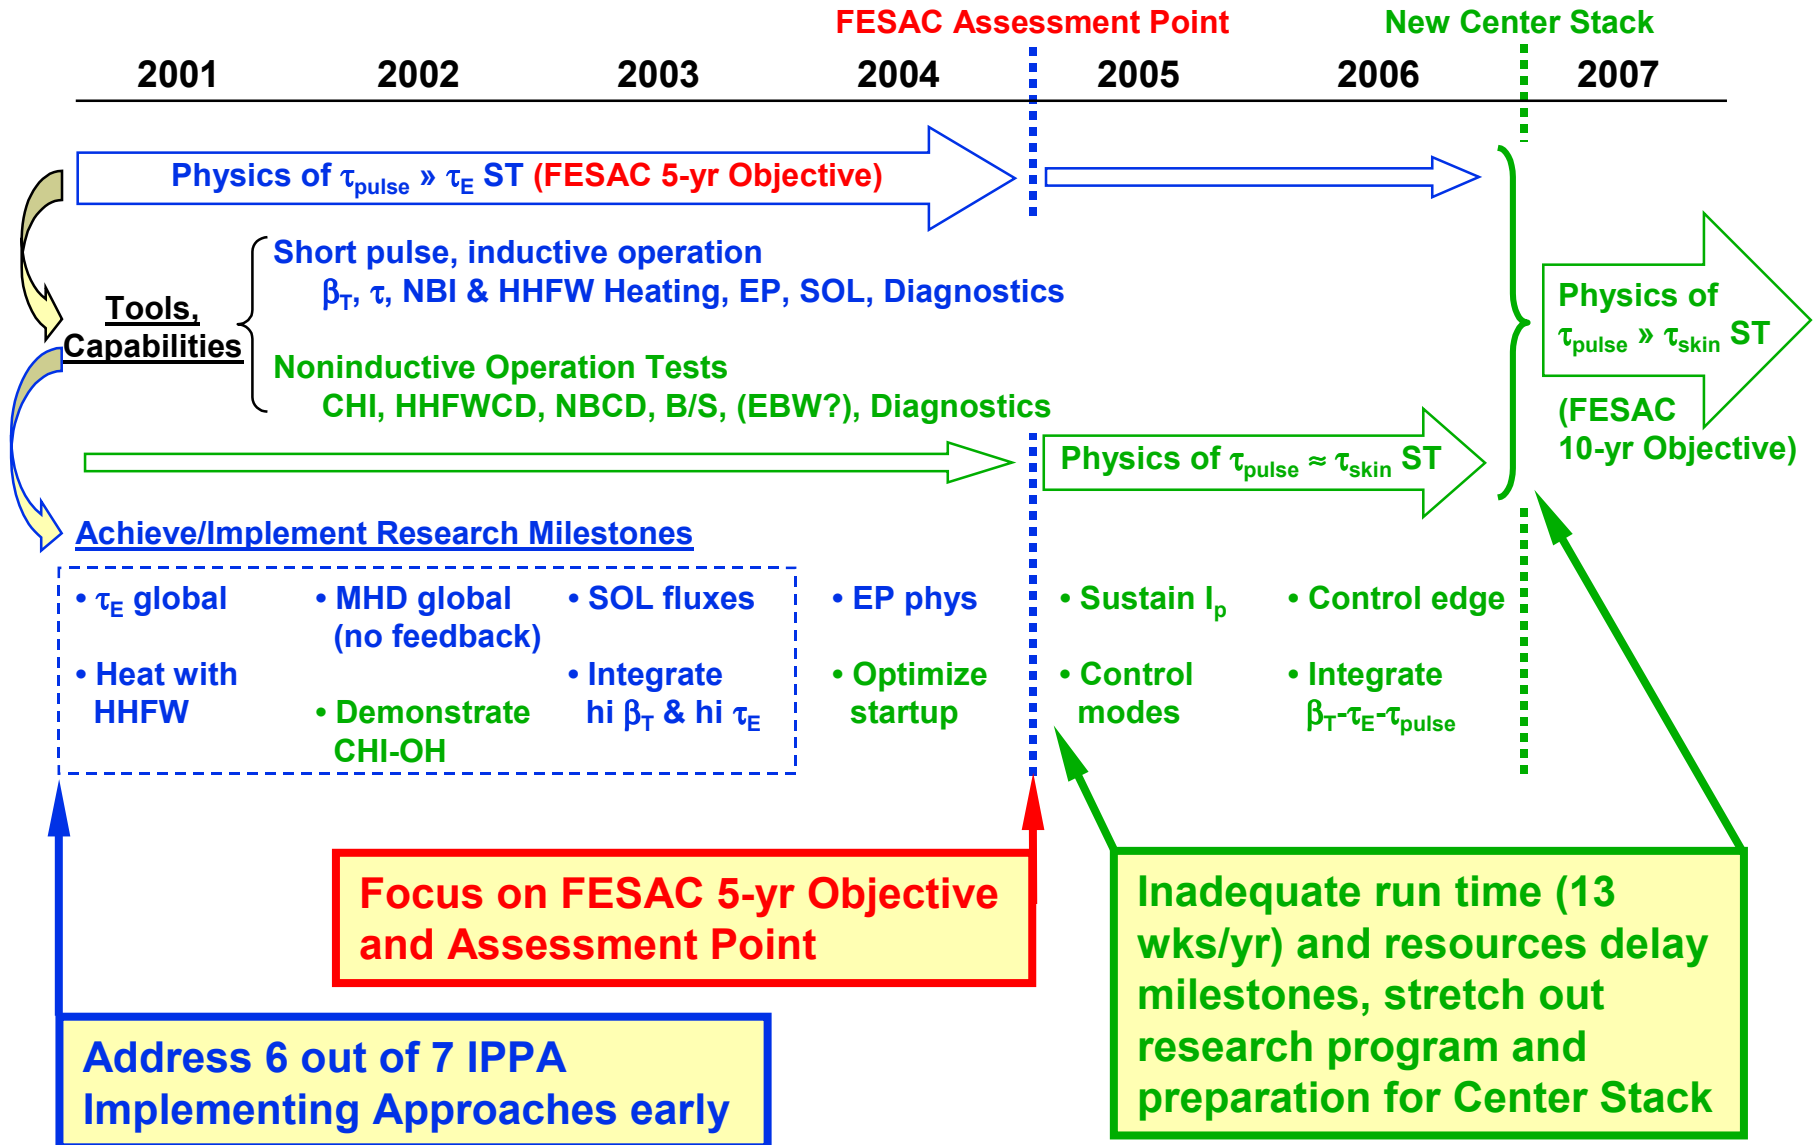 FESAC Assessment Point
New Center Stack
2001 2002 2003 2004 2005 2006 2007
Physics of τpulse » τE ST (FESAC 5-yr Objective)
Short pulse, inductive operation
βT, τ, NBI & HHFW Heating, EP, SOL, Diagnostics
Tools,
Capabilities
Noninductive Operation Tests
CHI, HHFWCD, NBCD, B/S, (EBW?), Diagnostics
Physics of τpulse ≈ τskin ST
Physics of
τpulse » τskin ST
(FESAC
10-yr Objective)
Achieve/Implement Research Milestones
• τE global
• Heat with
HHFW
• MHD global
(no feedback)
• Demonstrate
CHI-OH
• SOL fluxes
• Integrate
hi βT & hi τE
• EP phys
• Optimize
startup
• Sustain Ip
• Control
modes
• Control edge
• Integrate
βT-τE-τpulse
Focus on FESAC 5-yr Objective
and Assessment Point
Inadequate run time (13
wks/yr) and resources delay
milestones, stretch out
research program and
preparation for Center Stack
Address 6 out of 7 IPPA
Implementing Approaches early